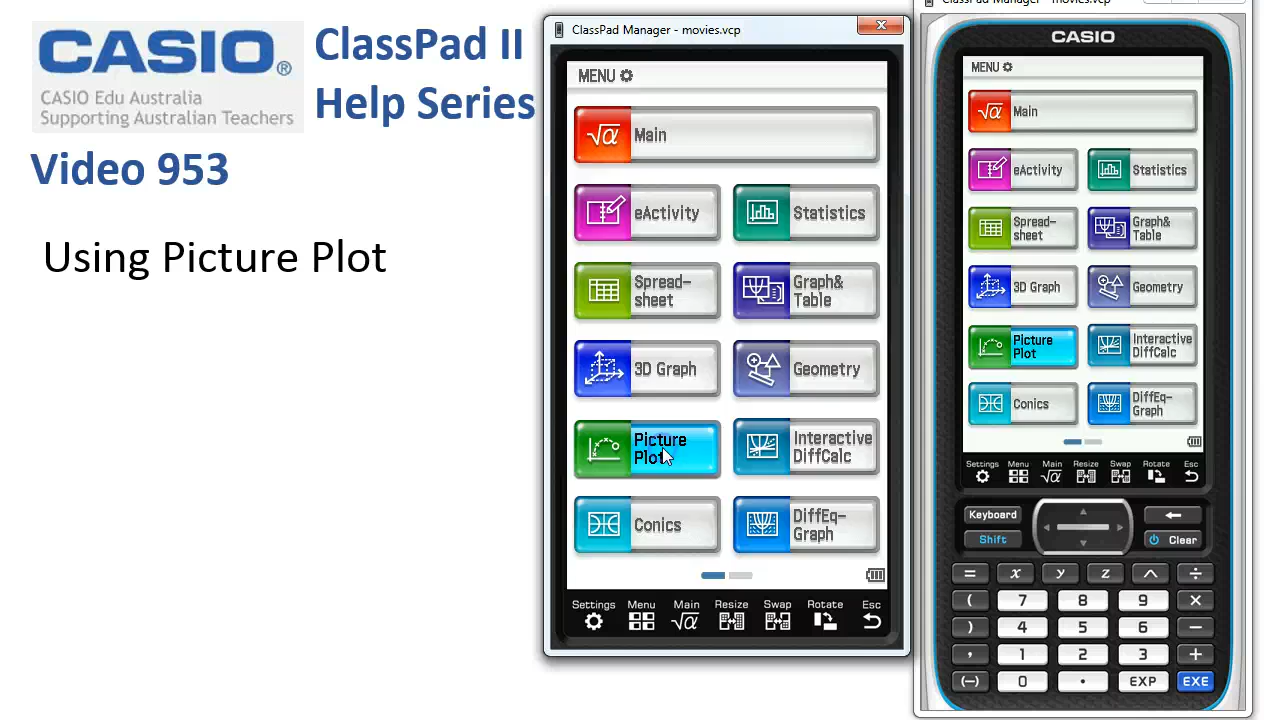 CASIO®
CASIO Edu Australia
Supporting Australian Teachers
ClassPad II
Help Series
Video 953
Using Picture Plot
ClassPad Manager - movies.vcp
MENU
√α Main
eActivity
Statistics
Spread-
sheet
Graph&
Table
3D Graph
Geometry
Picture
Plot
Interactive
DiffCalc
Conics
DiffEq-
Graph
Settings Menu Main Resize Swap Rotate Esc
√α
ClassPad Manager - movies.vcp
CASIO
MENU
√α Main
eActivity
Statistics
Spread-
sheet
Graph&
Table
3D Graph
Geometry
Picture
Plot
Interactive
DiffCalc
Conics
DiffEq-
Graph
Settings Menu Main Resize Swap Rotate Esc
√α
Keyboard
Shift
Clear
= x y z ^ ÷
( 7 8 9 ×
) 4 5 6 −
, 1 2 3 +
(−) 0 • EXP EXE